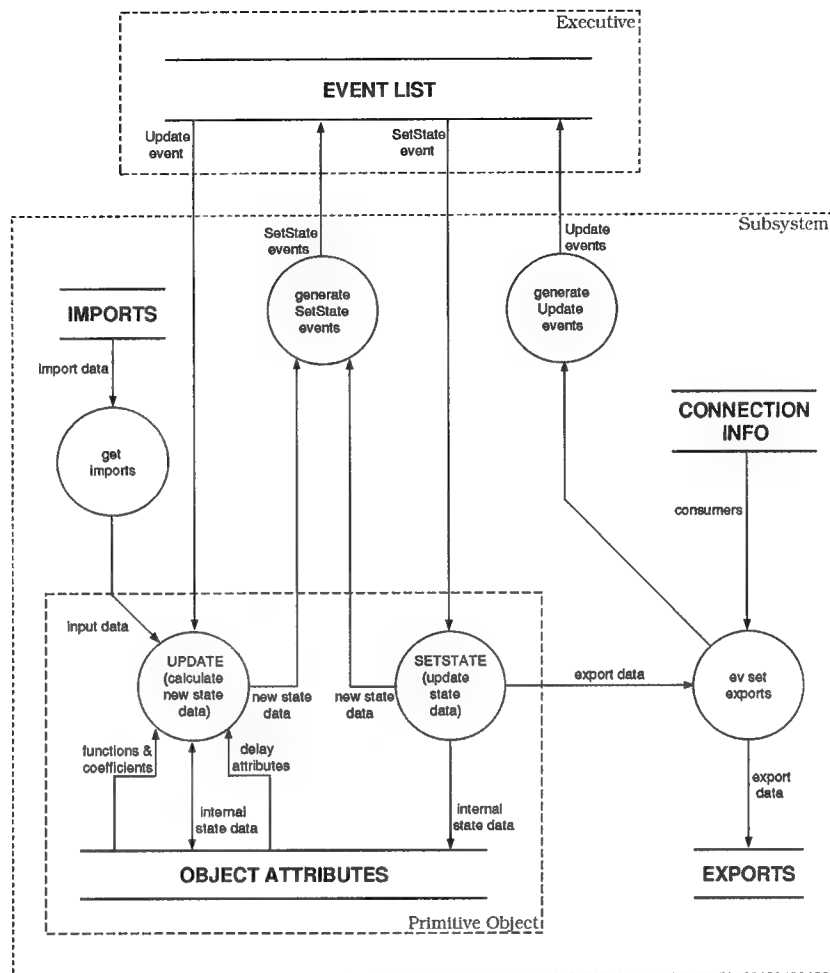 Executive
EVENT LIST
Update
event
SetState
event
Subsystem
SetState
events
Update
events
generate
SetState
events
generate
Update
events
IMPORTS
import data
get
imports
CONNECTION
INFO
consumers
input data
UPDATE
(calculate
new state
data)
new state
data
new state
data
SETSTATE
(update
state
data)
export data
ev set
exports
functions &
coefficients
delay
attributes
internal
state data
internal
state data
export
data
OBJECT ATTRIBUTES
EXPORTS
Primitive Object